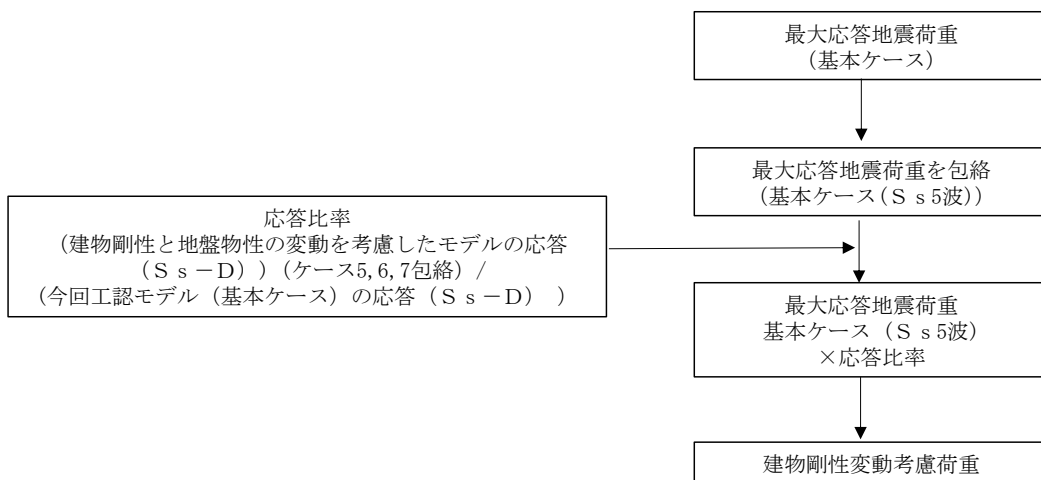 最大応答地震荷重
(基本ケース)
最大応答地震荷重を包絡
(基本ケース(Ss5波))
応答比率
(建物剛性と地盤物性の変動を考慮したモデルの応答
(Ss-D))(ケース5,6,7包絡)/
(今回工認モデル(基本ケース)の応答(Ss-D) )
最大応答地震荷重
基本ケース(Ss5波)
×応答比率
建物剛性変動考慮荷重